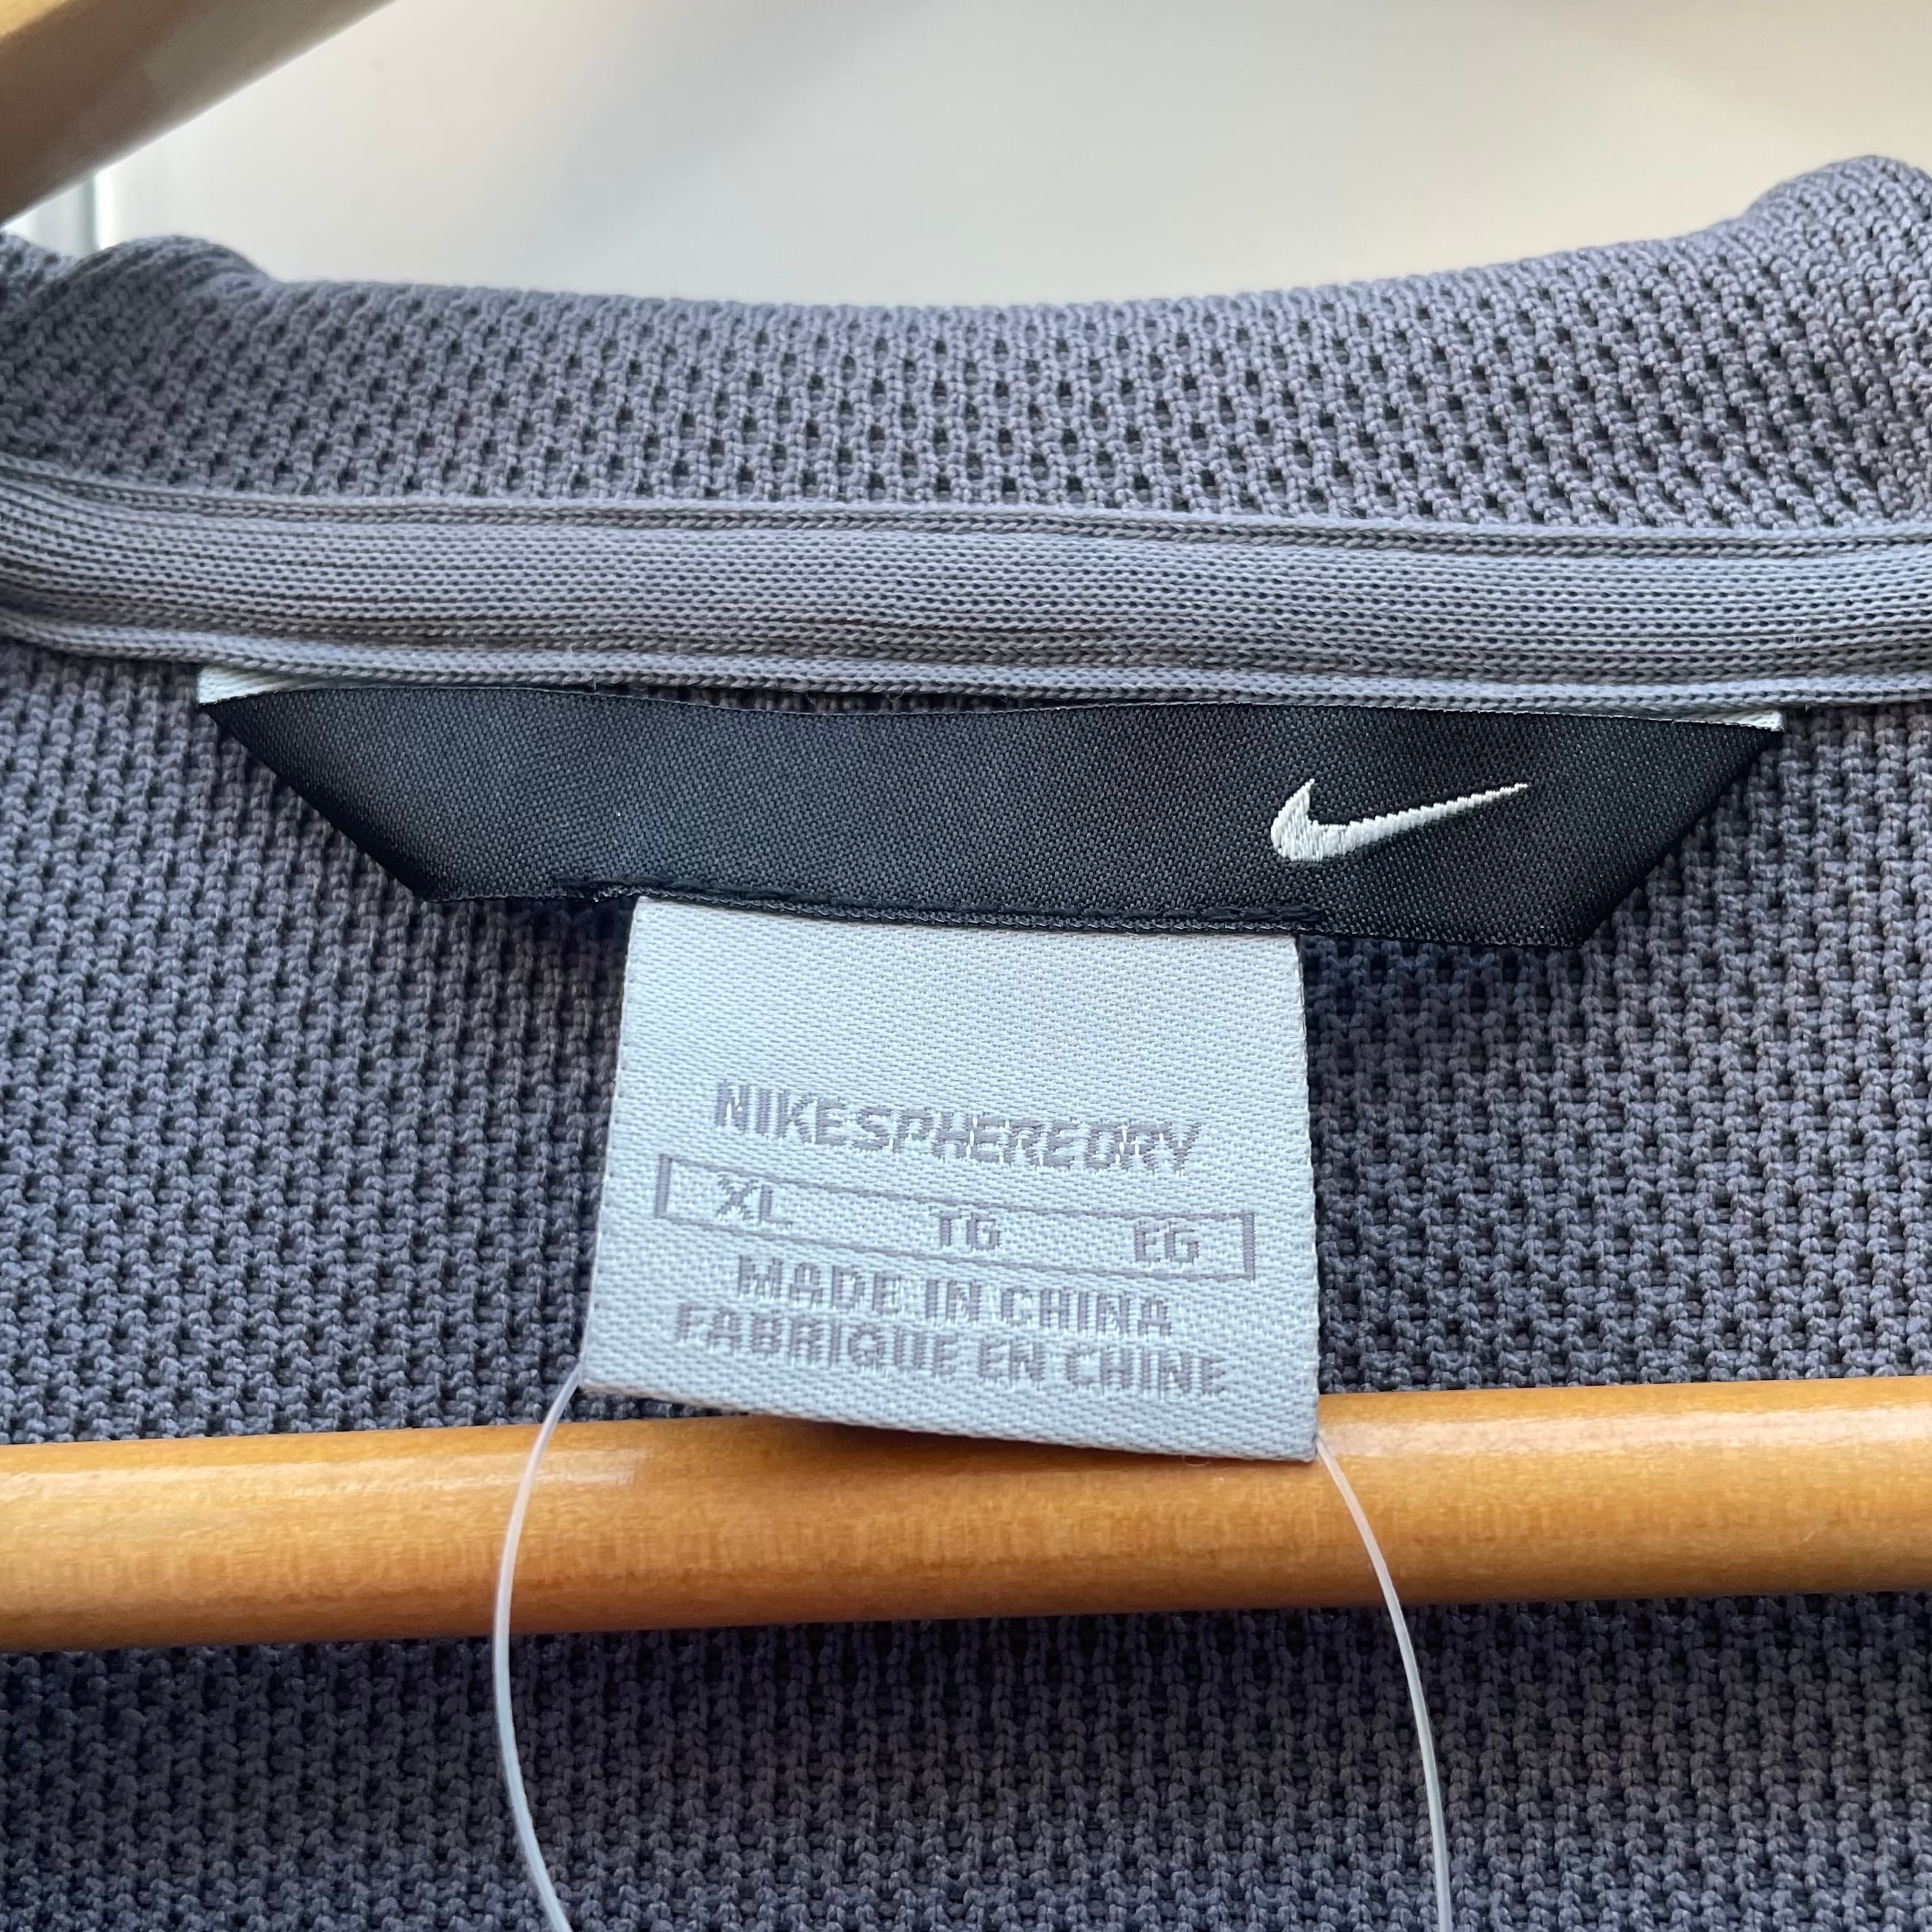 NIKE SPHERE DRY
XL TG EG
MADE IN CHINA
FABRIQUE EN CHINE